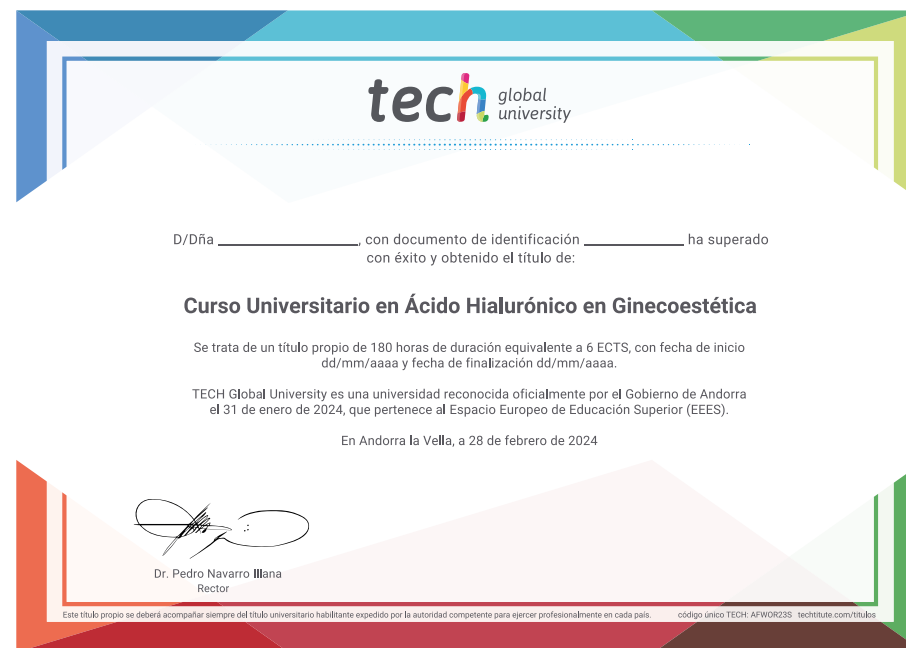 tech global university
D/Dña ____________________, con documento de identificación ______________ ha superado
con éxito y obtenido el título de:
Curso Universitario en Ácido Hialurónico en Ginecoestética
Se trata de un título propio de 180 horas de duración equivalente a 6 ECTS, con fecha de inicio
dd/mm/aaaa y fecha de finalización dd/mm/aaaa.
TECH Global University es una universidad reconocida oficialmente por el Gobierno de Andorra
el 31 de enero de 2024, que pertenece al Espacio Europeo de Educación Superior (EEES).
En Andorra la Vella, a 28 de febrero de 2024
Dr. Pedro Navarro Illana
Rector
Este título propio se deberá acompañar siempre del título universitario habilitante expedido por la autoridad competente para ejercer profesionalmente en cada país. código único TECH: AFWOR23S techtitute.com/titulos